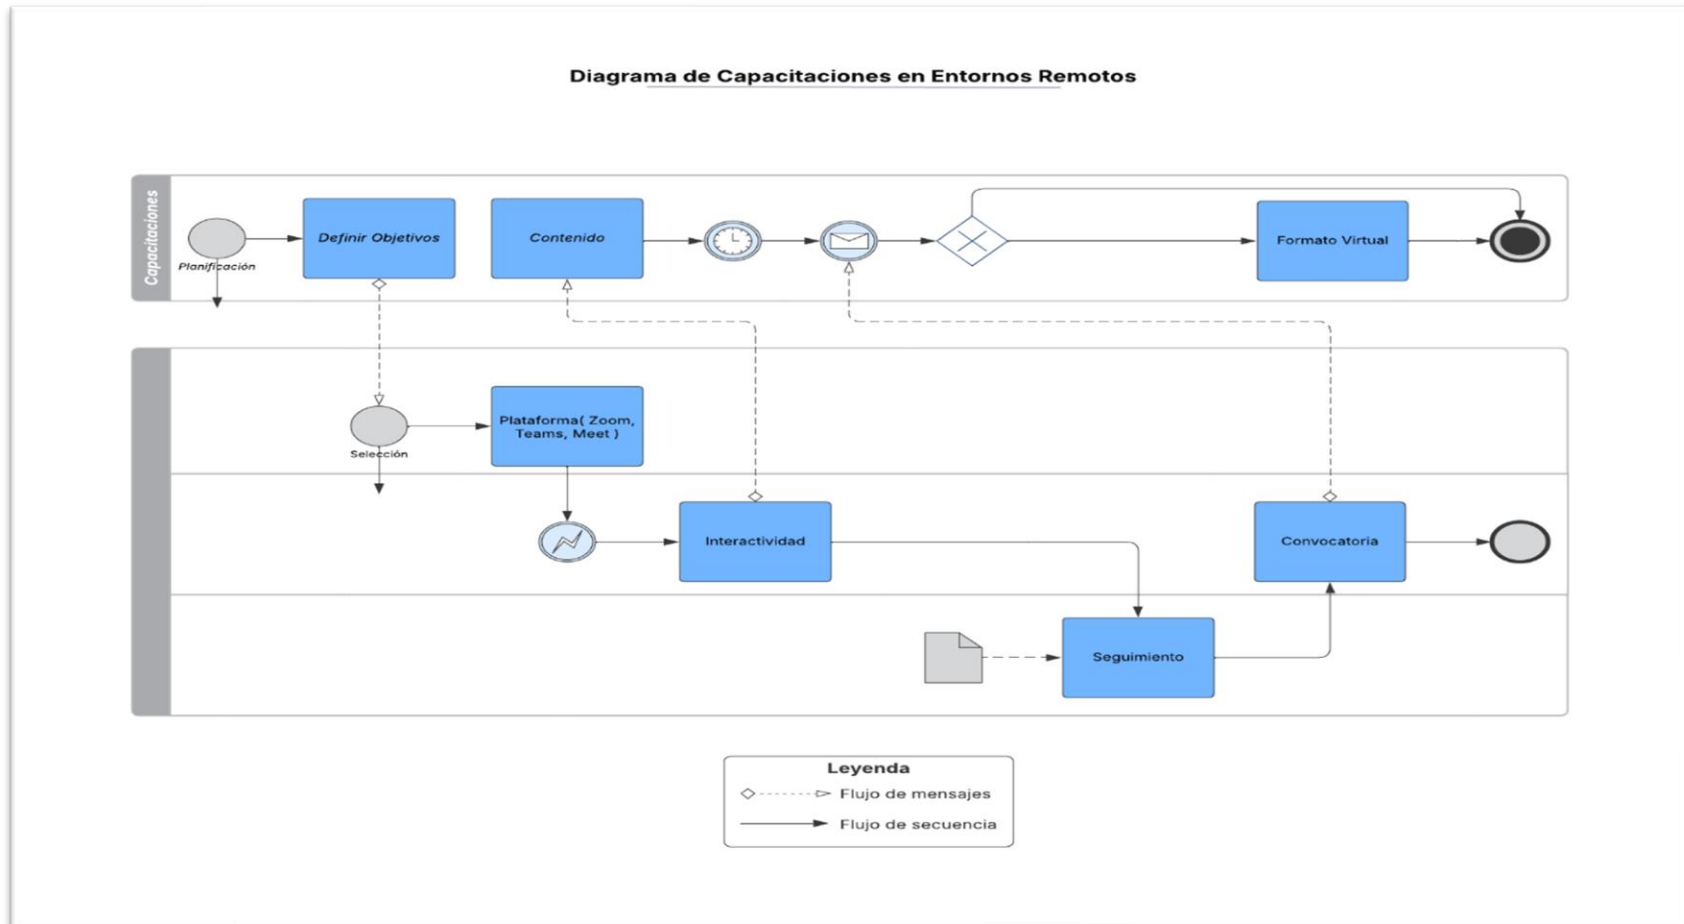 Diagrama de Capacitaciones en Entornos Remotos
Capacitaciones
Planificación
Definir Objetivos
Contenido
Formato Virtual
Selección
Plataforma( Zoom,
Teams, Meet )
Interactividad
Convocatoria
Seguimiento
Leyenda
Flujo de mensajes
Flujo de secuencia